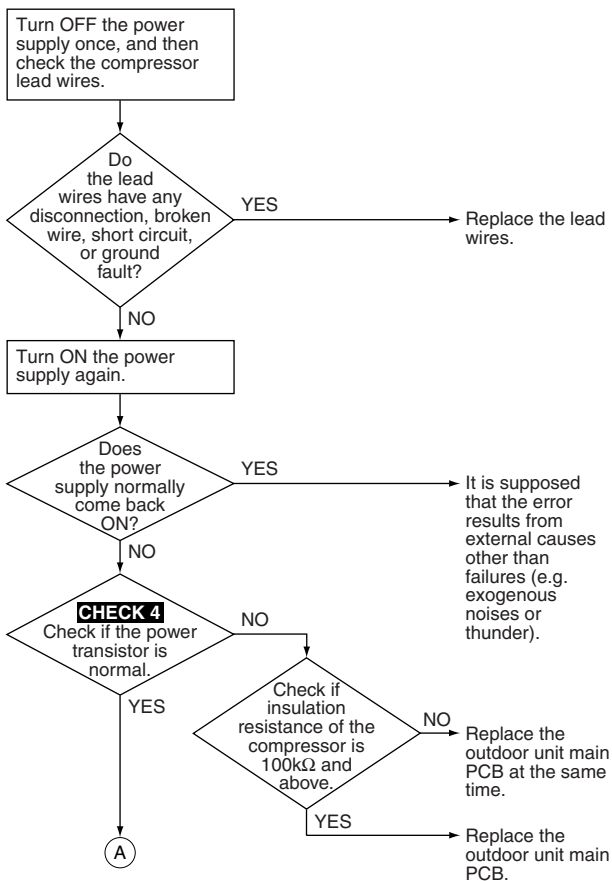 Turn OFF the power
supply once, and then
check the compressor
lead wires.
Do
the lead
wires have any
disconnection, broken
wire, short circuit,
or ground
fault?
YES
Replace the lead
wires.
NO
Turn ON the power
supply again.
Does
the power
supply normally
come back
ON?
YES
It is supposed
that the error
results from
external causes
other than
failures (e.g.
exogenous
noises or
thunder).
NO
CHECK 4
Check if the power
transistor is
normal.
NO
YES
Check if
insulation
resistance of the
compressor is
100kΩ and
above.
NO
Replace the
outdoor unit main
PCB at the same
time.
YES
Replace the
outdoor unit main
PCB.
A